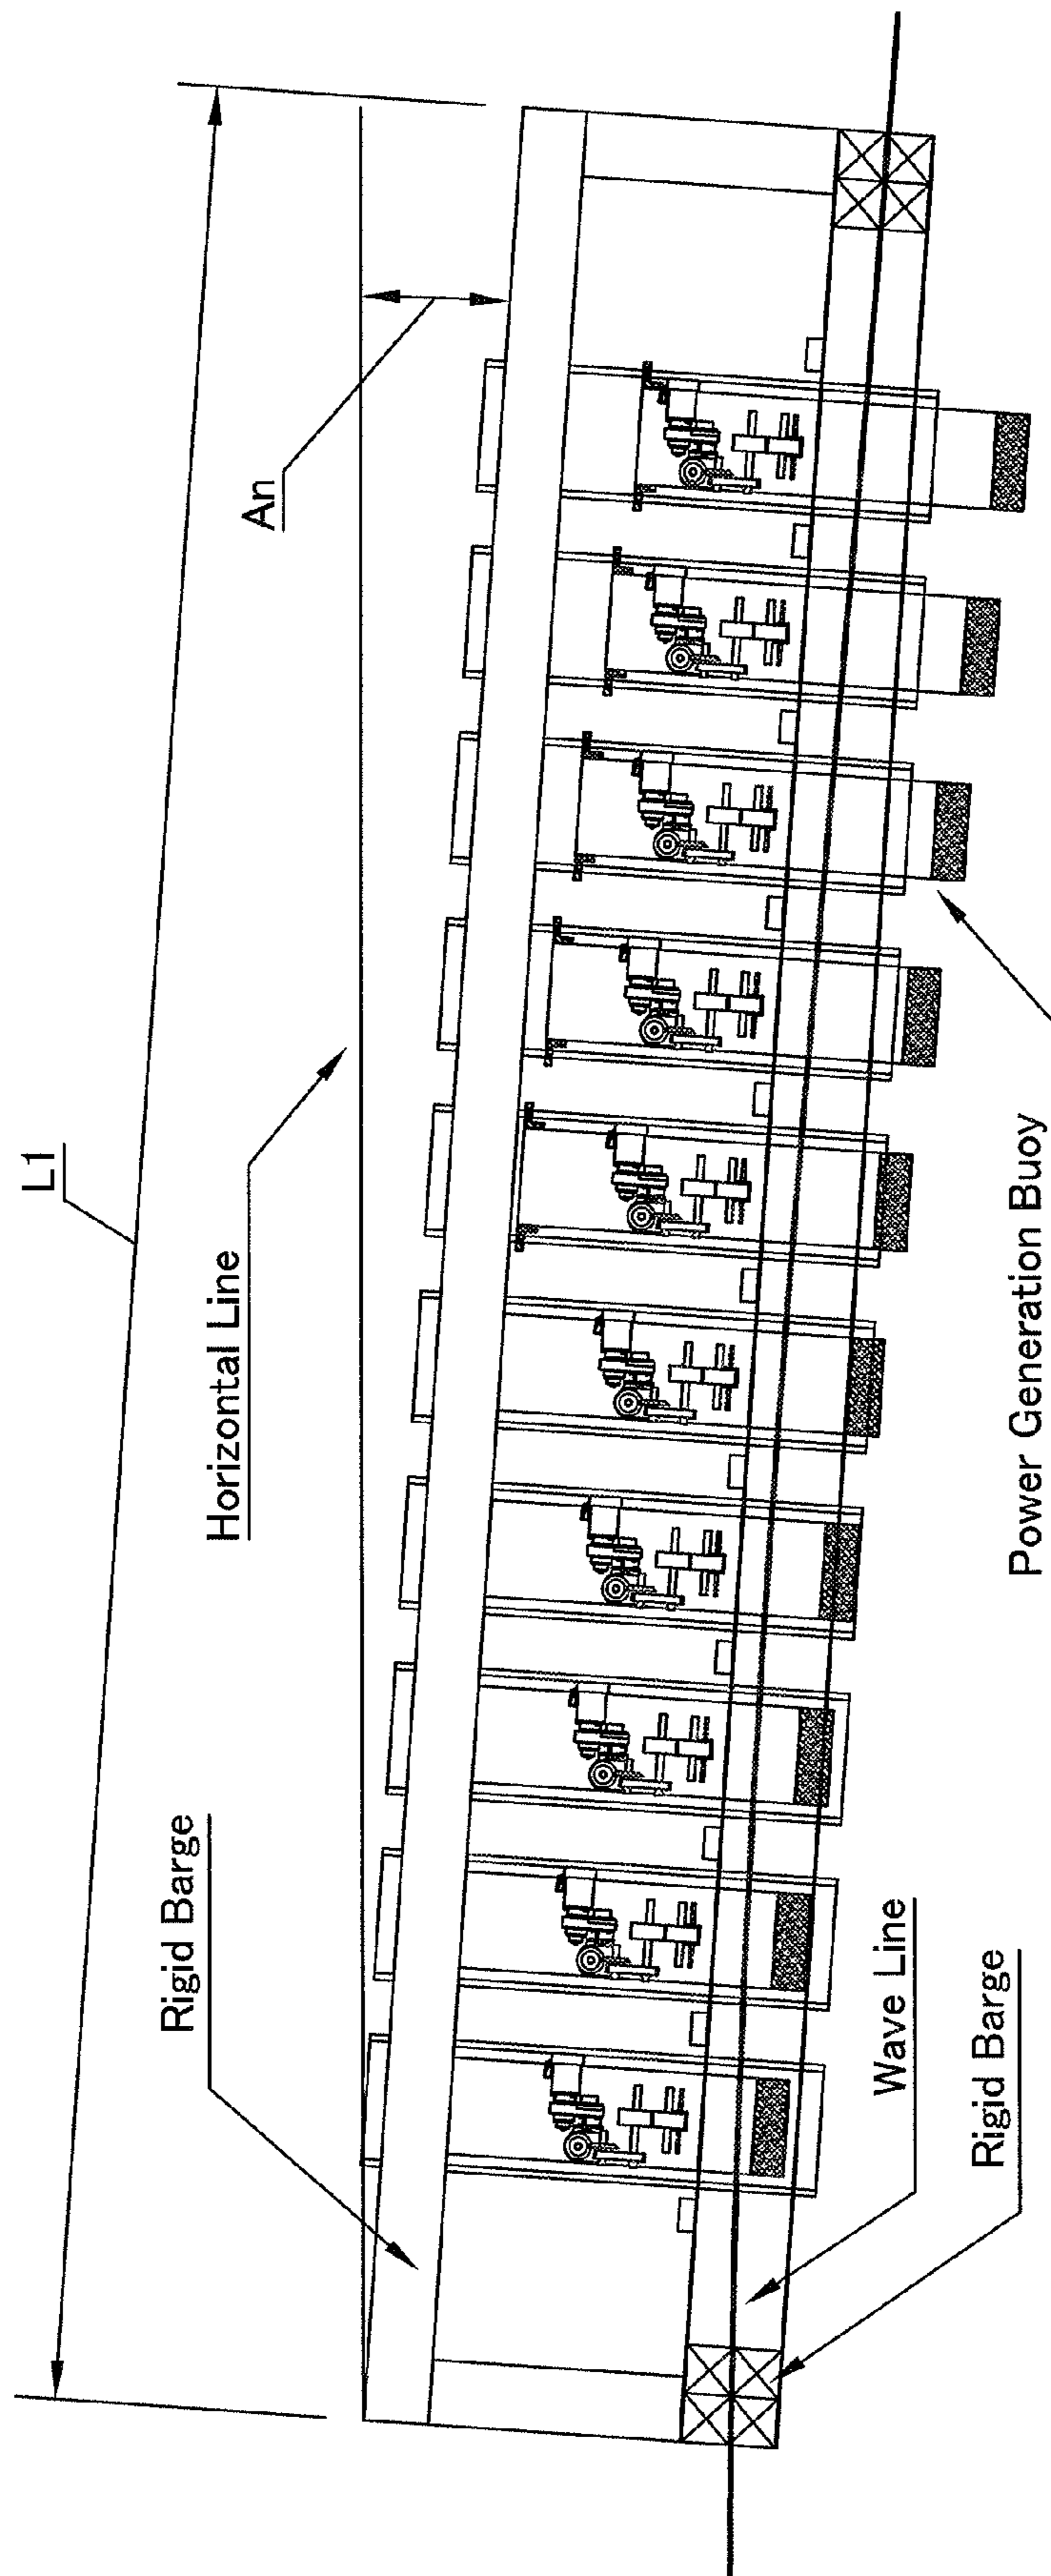 L1
An
Horizontal Line
Rigid Barge
Power Generation Buoy
Wave Line
Rigid Barge